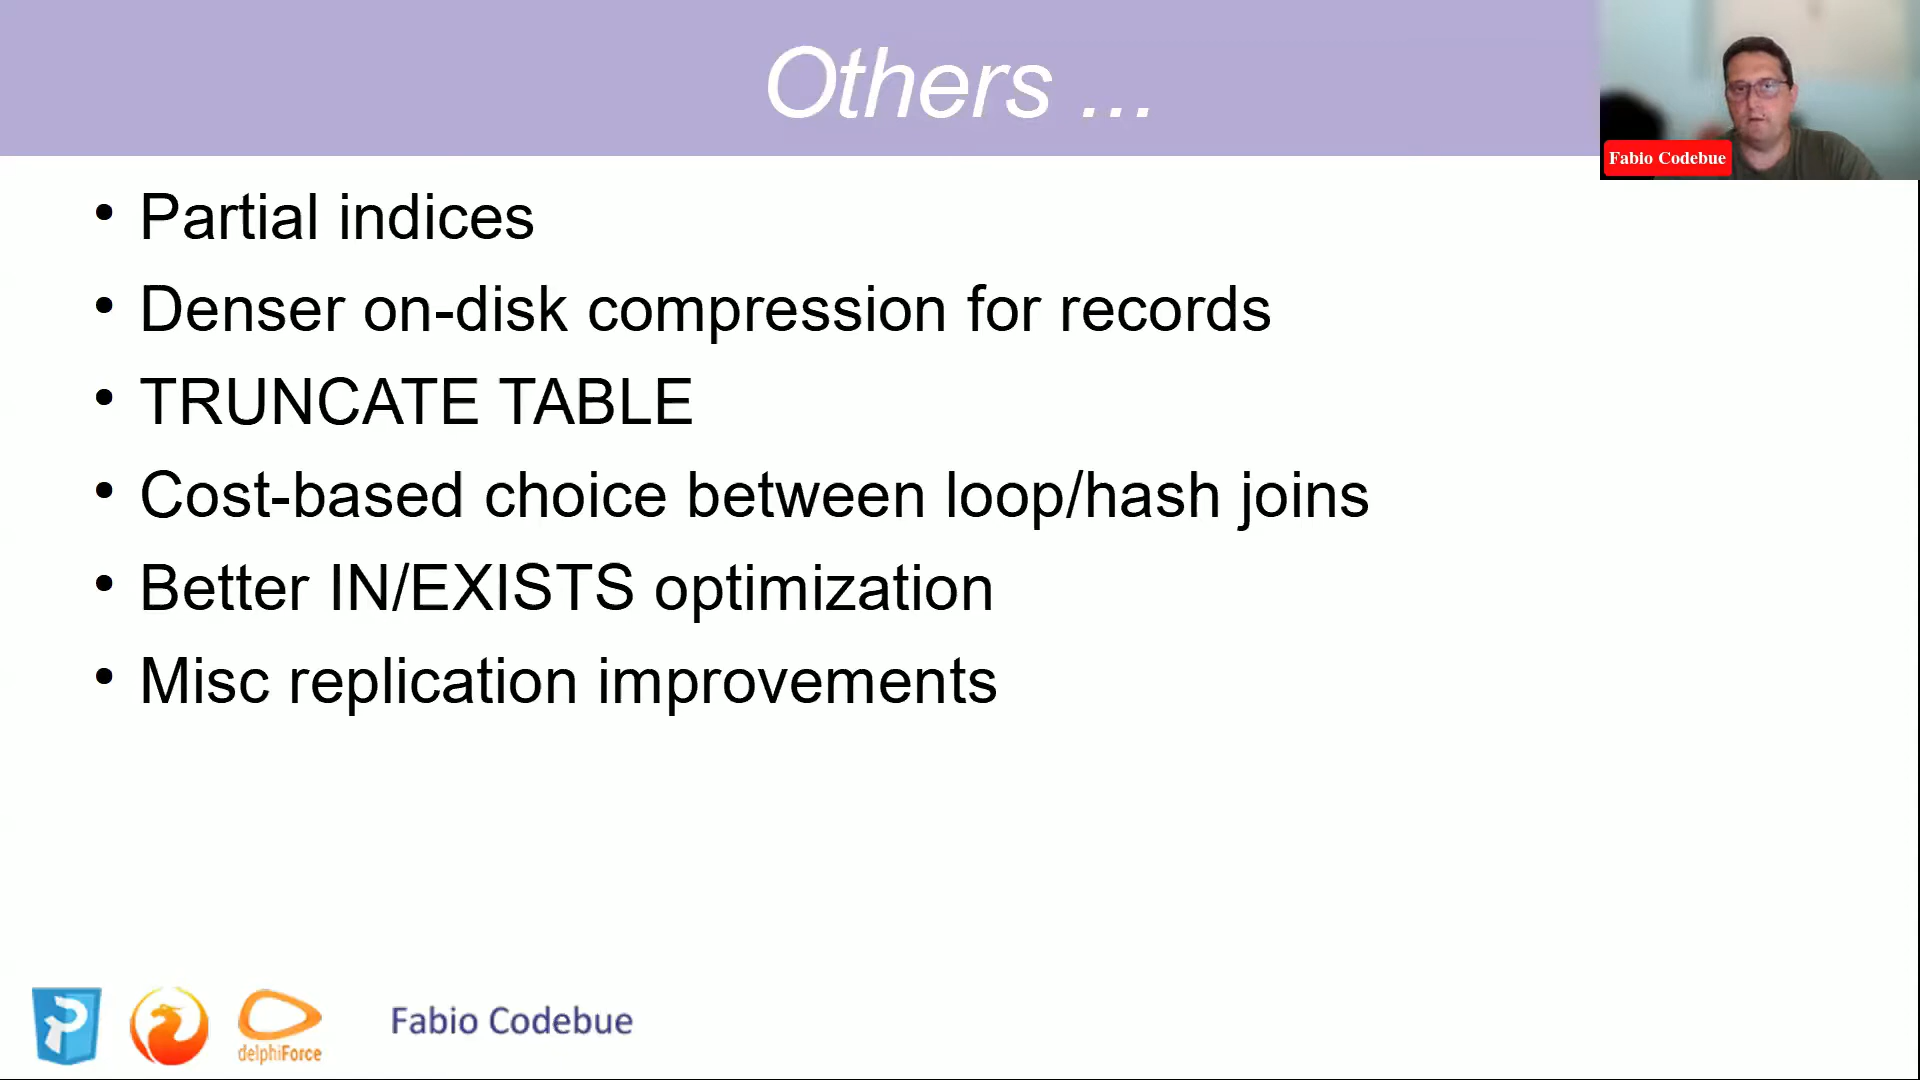 Others ...
Fabio Codebue
• Partial indices
• Denser on-disk compression for records
• TRUNCATE TABLE
• Cost-based choice between loop/hash joins
• Better IN/EXISTS optimization
• Misc replication improvements
delphiForce
Fabio Codebue